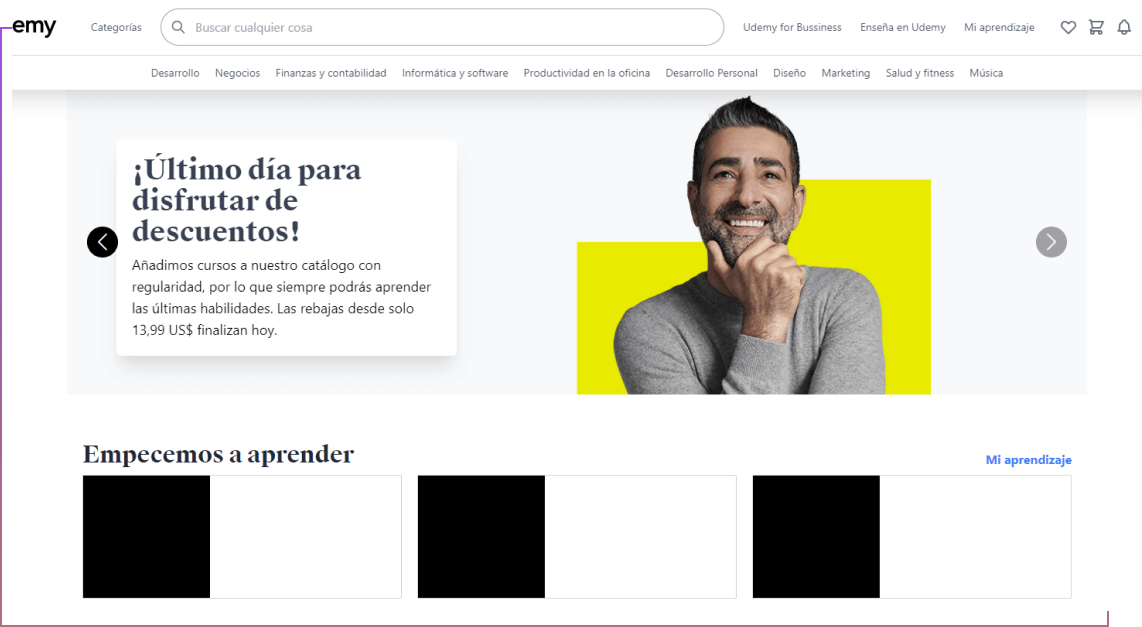 emy
Categorías
Buscar cualquier cosa
Udemy for Bussiness
Enseña en Udemy
Mi aprendizaje
Desarrollo
Negocios
Finanzas y contabilidad
Informática y software
Productividad en la oficina
Desarrollo Personal
Diseño
Marketing
Salud y fitness
Música
¡Último día para
disfrutar de
descuentos!
Añadimos cursos a nuestro catálogo con
regularidad, por lo que siempre podrás aprender
las últimas habilidades. Las rebajas desde solo
13,99 US$ finalizan hoy.
Empecemos a aprender
Mi aprendizaje